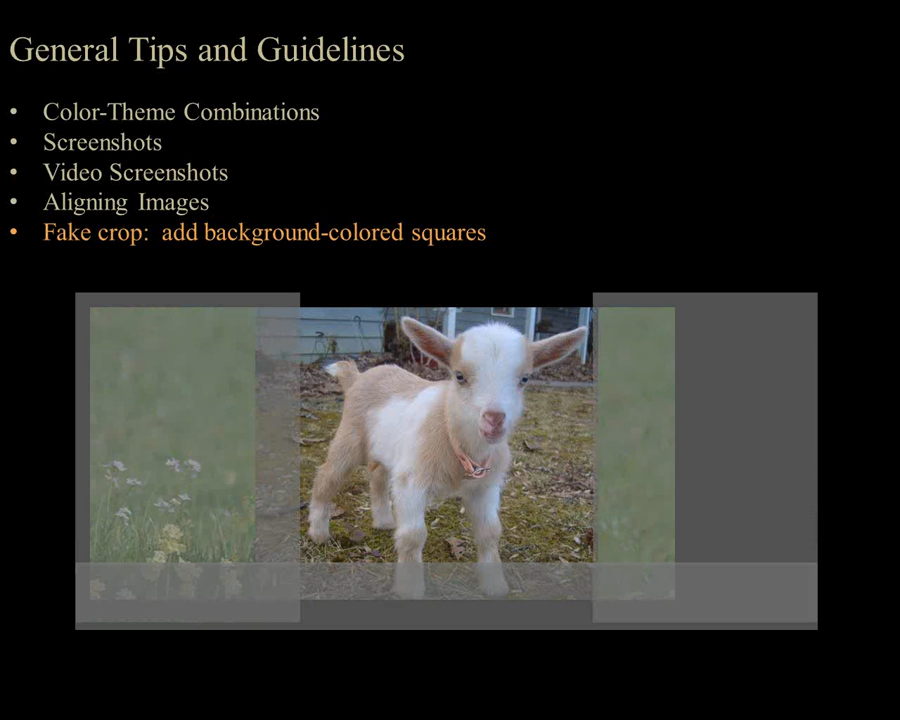 General Tips and Guidelines
• Color-Theme Combinations
• Screenshots
• Video Screenshots
• Aligning Images
• Fake crop:  add background-colored squares